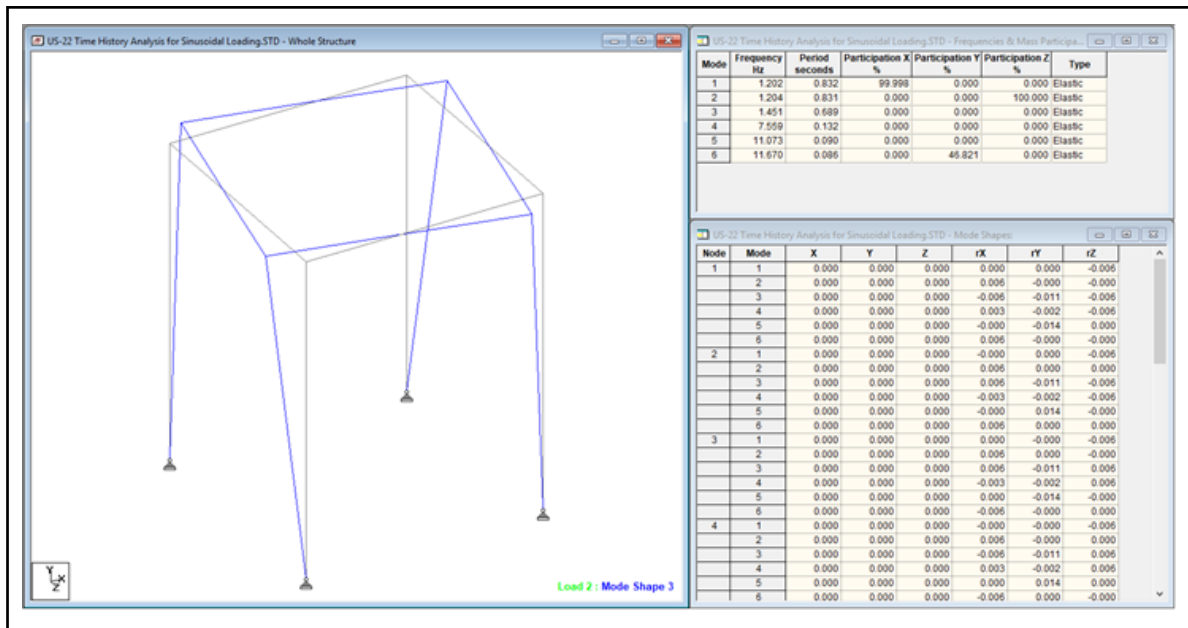 US-22 Time History Analysis for Sinusoidal Loading.STD - Whole Structure
Y
X
Z
Load 2 : Mode Shape 3
US-22 Time History Analysis for Sinusoidal Loading.STD - Frequencies & Mass Participa...
Mode Frequency Hz Period seconds Participation X % Participation Y % Participation Z % Type
1 1.202 0.832 99.998 0.000 0.000 Elastic
2 1.204 0.831 0.000 0.000 100.000 Elastic
3 1.451 0.689 0.000 0.000 0.000 Elastic
4 7.559 0.132 0.000 0.000 0.000 Elastic
5 11.073 0.090 0.000 0.000 0.000 Elastic
6 11.670 0.086 0.000 46.821 0.000 Elastic
US-22 Time History Analysis for Sinusoidal Loading.STD - Mode Shapes:
Node Mode X Y Z rX rY rZ
1 1 0.000 0.000 0.000 0.000 0.000 -0.006
2 0.000 0.000 0.000 0.006 -0.000 -0.000
3 0.000 0.000 0.000 -0.006 -0.011 -0.006
4 0.000 0.000 0.000 0.003 -0.002 -0.006
5 0.000 0.000 0.000 -0.000 -0.014 0.000
6 0.000 0.000 0.000 0.006 -0.000 -0.000
2 1 0.000 0.000 0.000 -0.000 0.000 -0.006
2 0.000 0.000 0.000 0.006 0.000 -0.000
3 0.000 0.000 0.000 0.006 -0.011 -0.006
4 0.000 0.000 0.000 -0.003 -0.002 -0.006
5 0.000 0.000 0.000 -0.000 0.014 -0.000
6 0.000 0.000 0.000 0.006 0.000 0.000
3 1 0.000 0.000 0.000 0.000 -0.000 -0.006
2 0.000 0.000 0.000 0.006 0.000 -0.000
3 0.000 0.000 0.000 0.006 -0.011 0.006
4 0.000 0.000 0.000 -0.003 -0.002 0.006
5 0.000 0.000 0.000 0.000 -0.014 -0.000
6 0.000 0.000 0.000 -0.006 -0.000 0.000
4 1 0.000 0.000 0.000 -0.000 -0.000 -0.006
2 0.000 0.000 0.000 0.006 -0.000 -0.000
3 0.000 0.000 0.000 -0.006 -0.011 0.006
4 0.000 0.000 0.000 0.003 -0.002 0.006
5 0.000 0.000 0.000 0.000 0.014 0.000
6 0.000 0.000 0.000 -0.006 0.000 -0.000